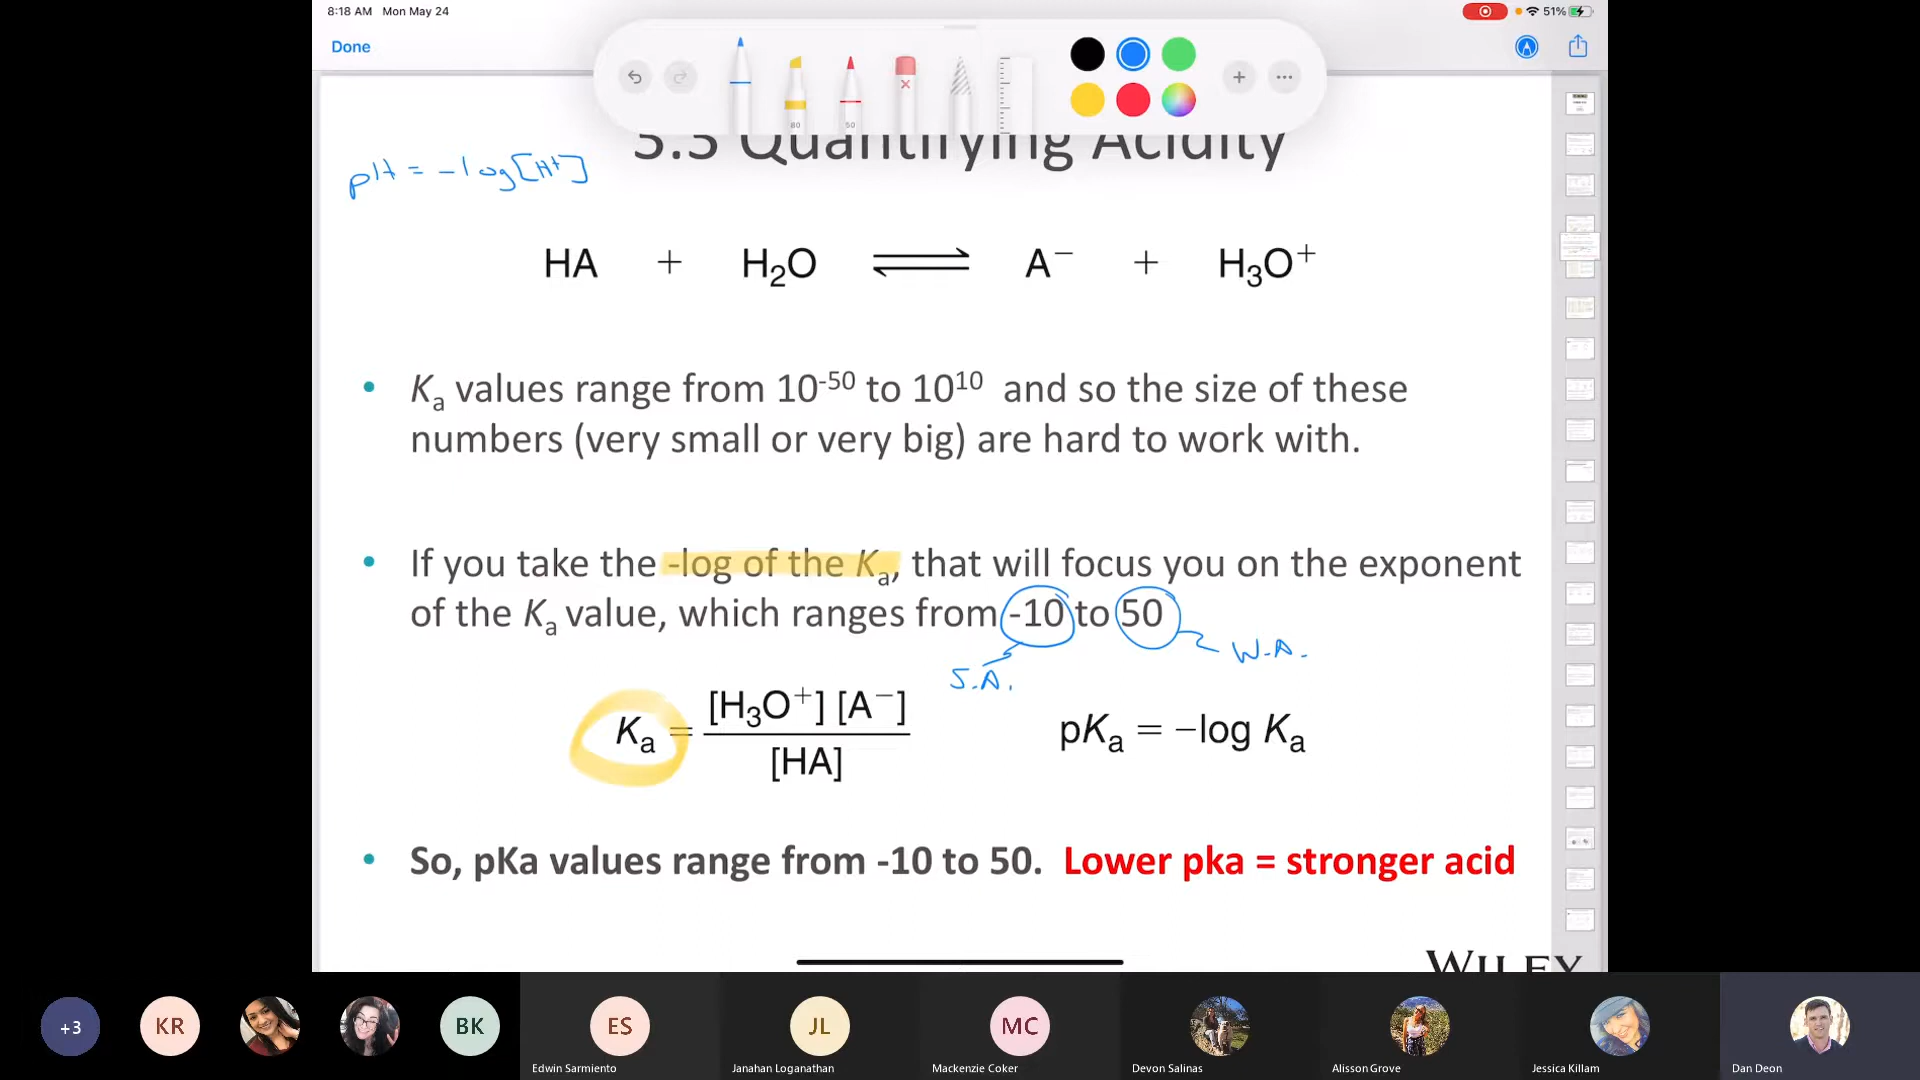 8:18 AM Mon May 24
51%
Done
80
50
3.3 Quantifying Acidity
pH = -log[H+]
HA + H₂O ⇌ A⁻ + H₃O⁺
• Ka values range from 10⁻⁵⁰ to 10¹⁰ and so the size of these
numbers (very small or very big) are hard to work with.
• If you take the -log of the Ka, that will focus you on the exponent
of the Ka value, which ranges from -10 to 50
S.A.
W.A.
Ka = [H₃O⁺] [A⁻] / [HA]
pKa = −log Ka
• So, pKa values range from -10 to 50. Lower pka = stronger acid
WILEY
+3
KR
BK
ES
JL
MC
Edwin Sarmiento
Janahan Loganathan
Mackenzie Coker
Devon Salinas
Alisson Grove
Jessica Killam
Dan Deon